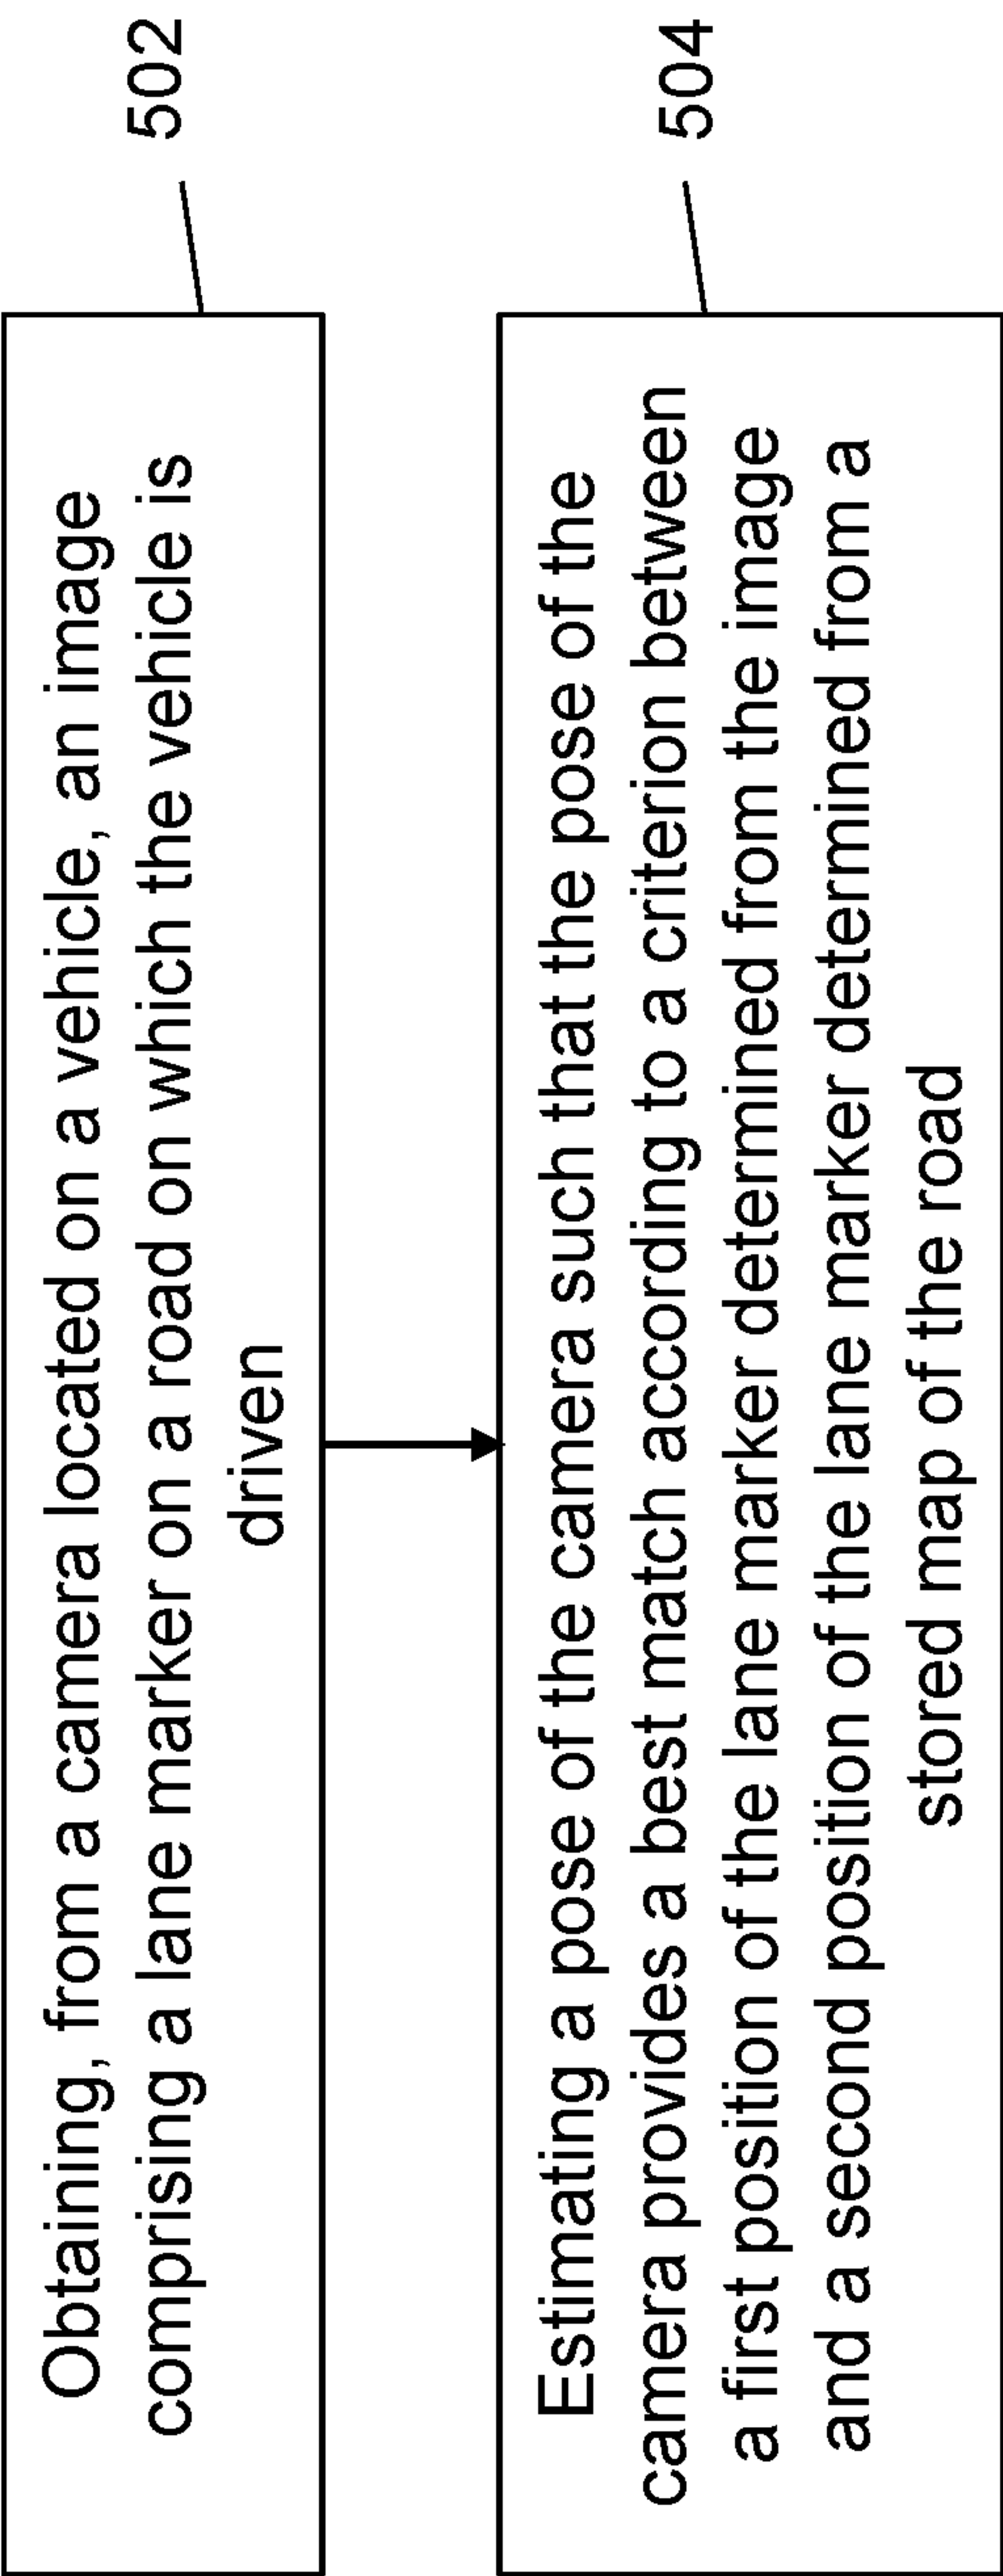 Obtaining, from a camera located on a vehicle, an image
comprising a lane marker on a road on which the vehicle is
driven
502
Estimating a pose of the camera such that the pose of the
camera provides a best match according to a criterion between
a first position of the lane marker determined from the image
and a second position of the lane marker determined from a
stored map of the road
504